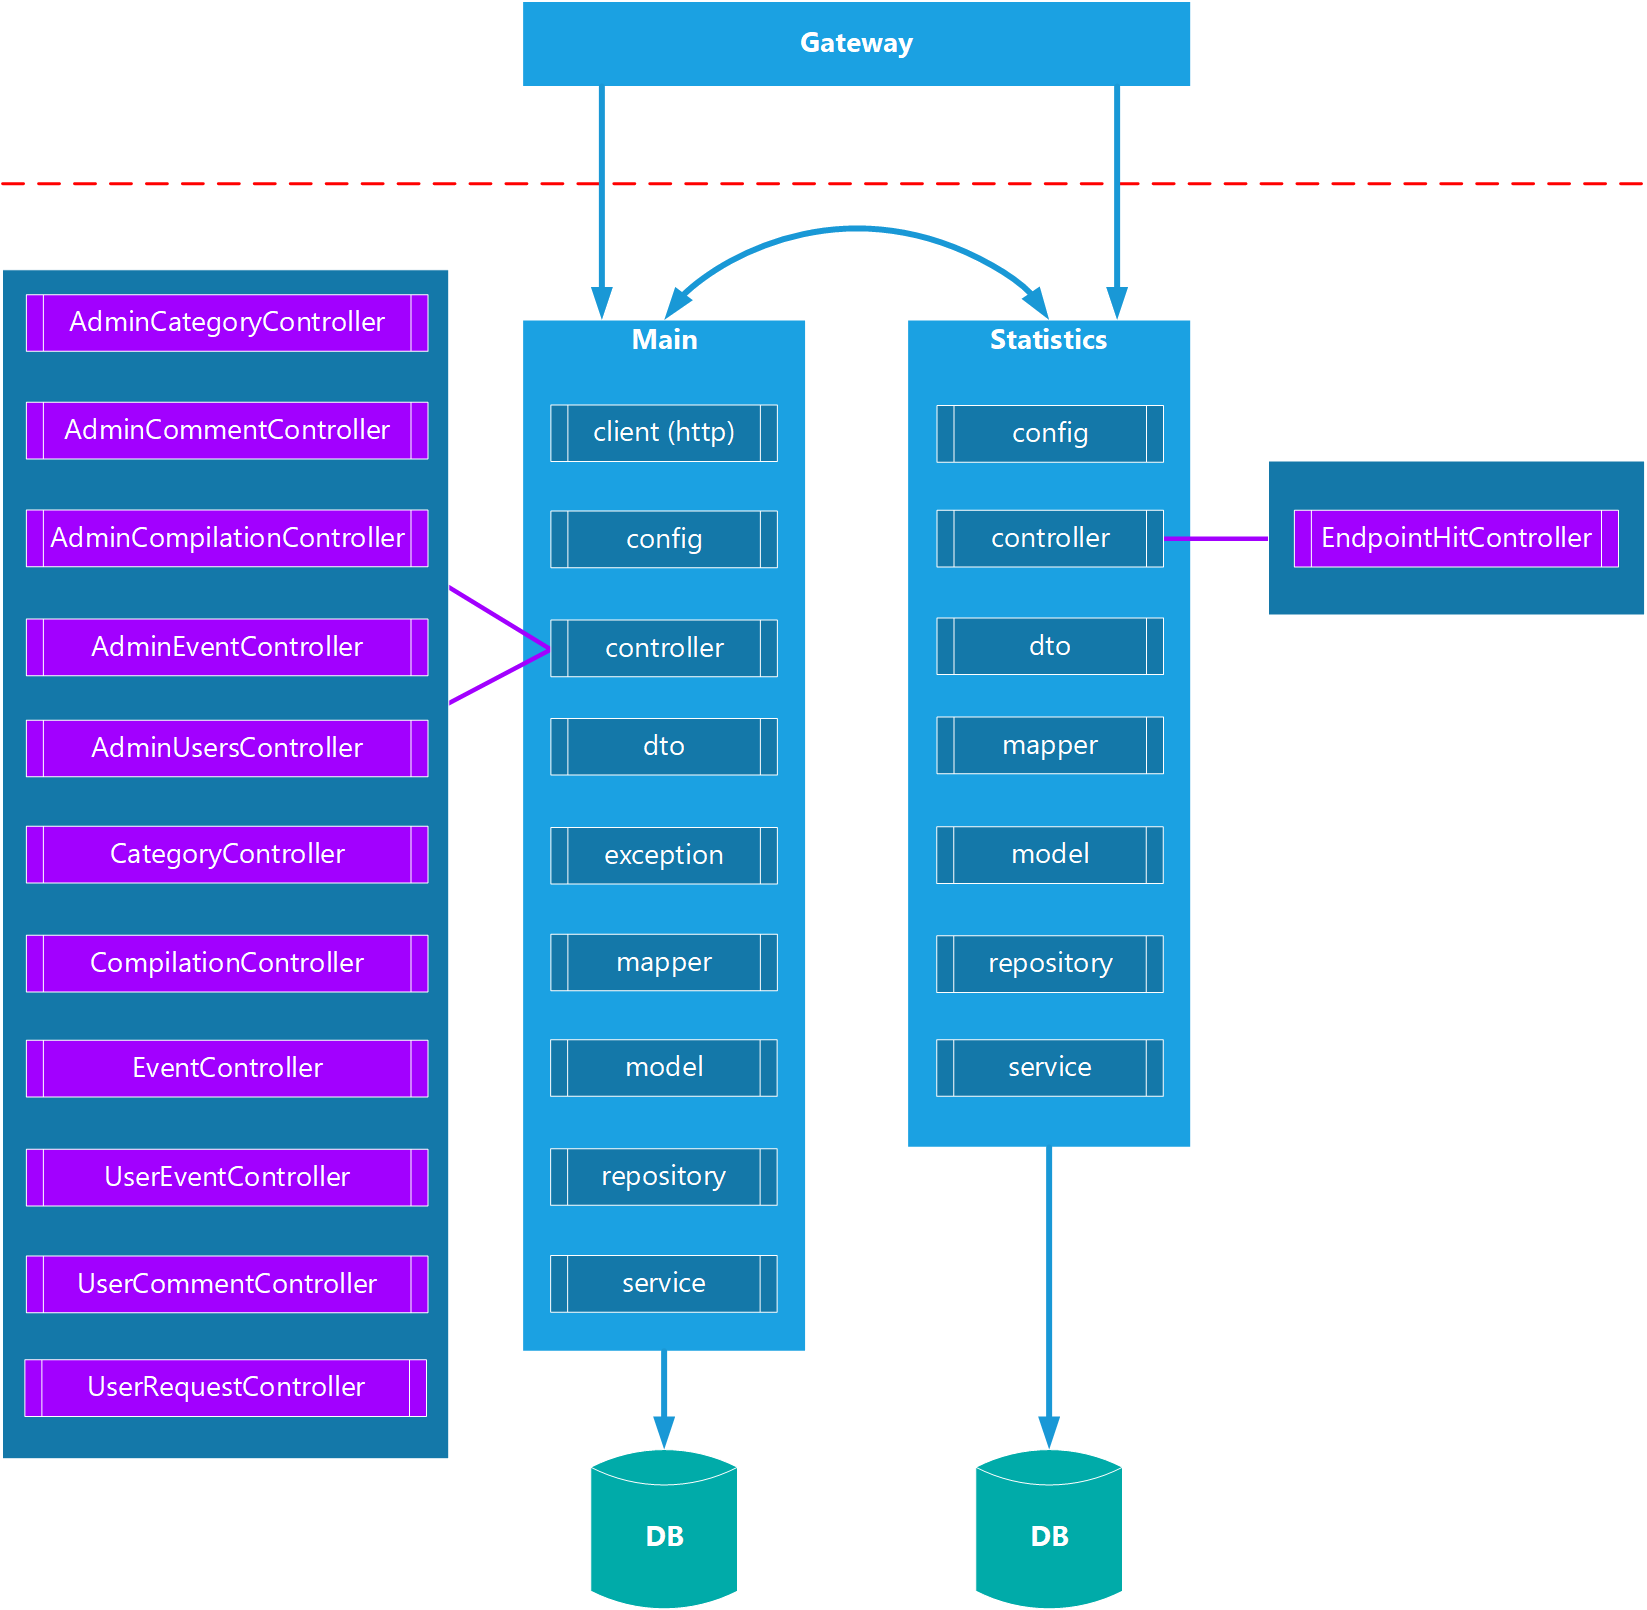 Gateway
AdminCategoryController
AdminCommentController
AdminCompilationController
AdminEventController
AdminUsersController
CategoryController
CompilationController
EventController
UserEventController
UserCommentController
UserRequestController
Main
client (http)
config
controller
dto
exception
mapper
model
repository
service
DB
Statistics
config
controller
dto
mapper
model
repository
service
DB
EndpointHitController